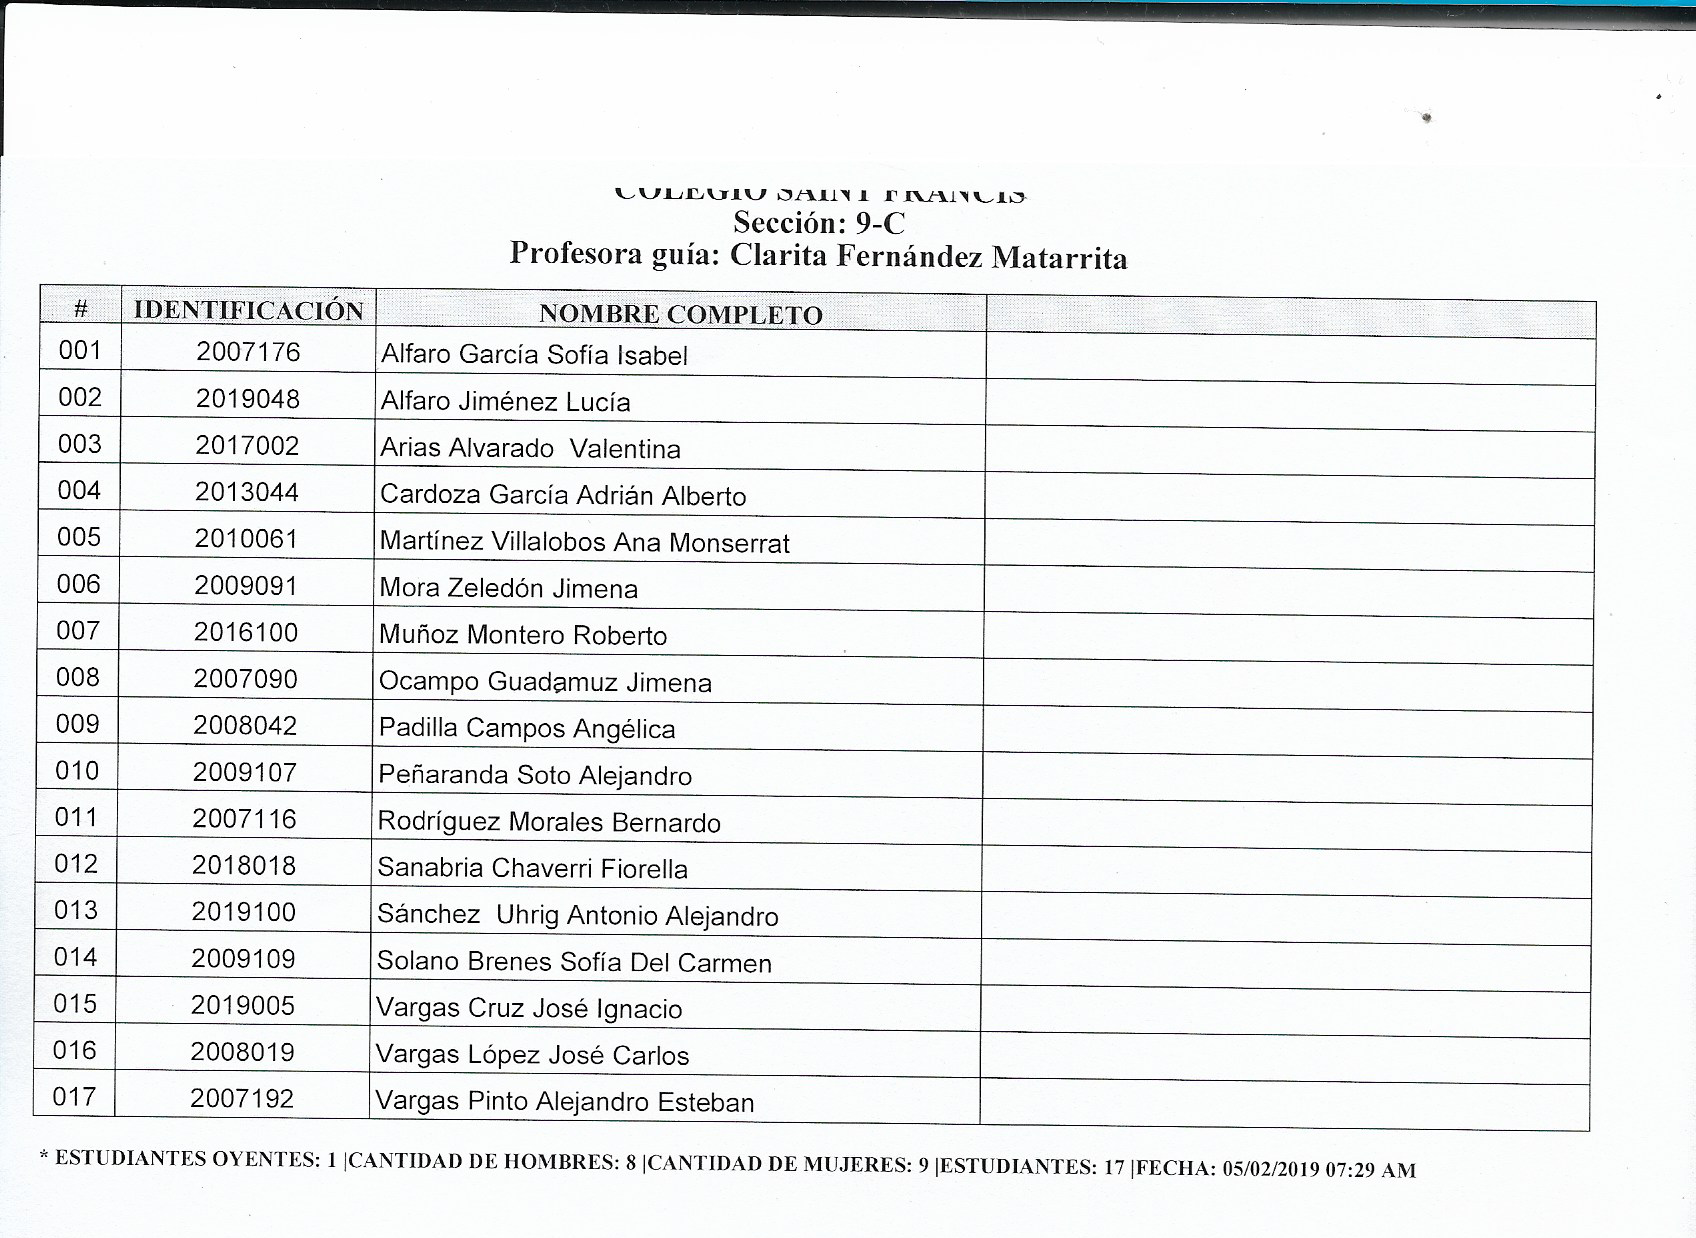 COLEGIO SAINT FRANCIS
Sección: 9-C
Profesora guía: Clarita Fernández Matarrita
# IDENTIFICACIÓN NOMBRE COMPLETO
001 2007176 Alfaro García Sofía Isabel
002 2019048 Alfaro Jiménez Lucía
003 2017002 Arias Alvarado  Valentina
004 2013044 Cardoza García Adrián Alberto
005 2010061 Martínez Villalobos Ana Monserrat
006 2009091 Mora Zeledón Jimena
007 2016100 Muñoz Montero Roberto
008 2007090 Ocampo Guadamuz Jimena
009 2008042 Padilla Campos Angélica
010 2009107 Peñaranda Soto Alejandro
011 2007116 Rodríguez Morales Bernardo
012 2018018 Sanabria Chaverri Fiorella
013 2019100 Sánchez  Uhrig Antonio Alejandro
014 2009109 Solano Brenes Sofía Del Carmen
015 2019005 Vargas Cruz José Ignacio
016 2008019 Vargas López José Carlos
017 2007192 Vargas Pinto Alejandro Esteban
* ESTUDIANTES OYENTES: 1 |CANTIDAD DE HOMBRES: 8 |CANTIDAD DE MUJERES: 9 |ESTUDIANTES: 17 |FECHA: 05/02/2019 07:29 AM